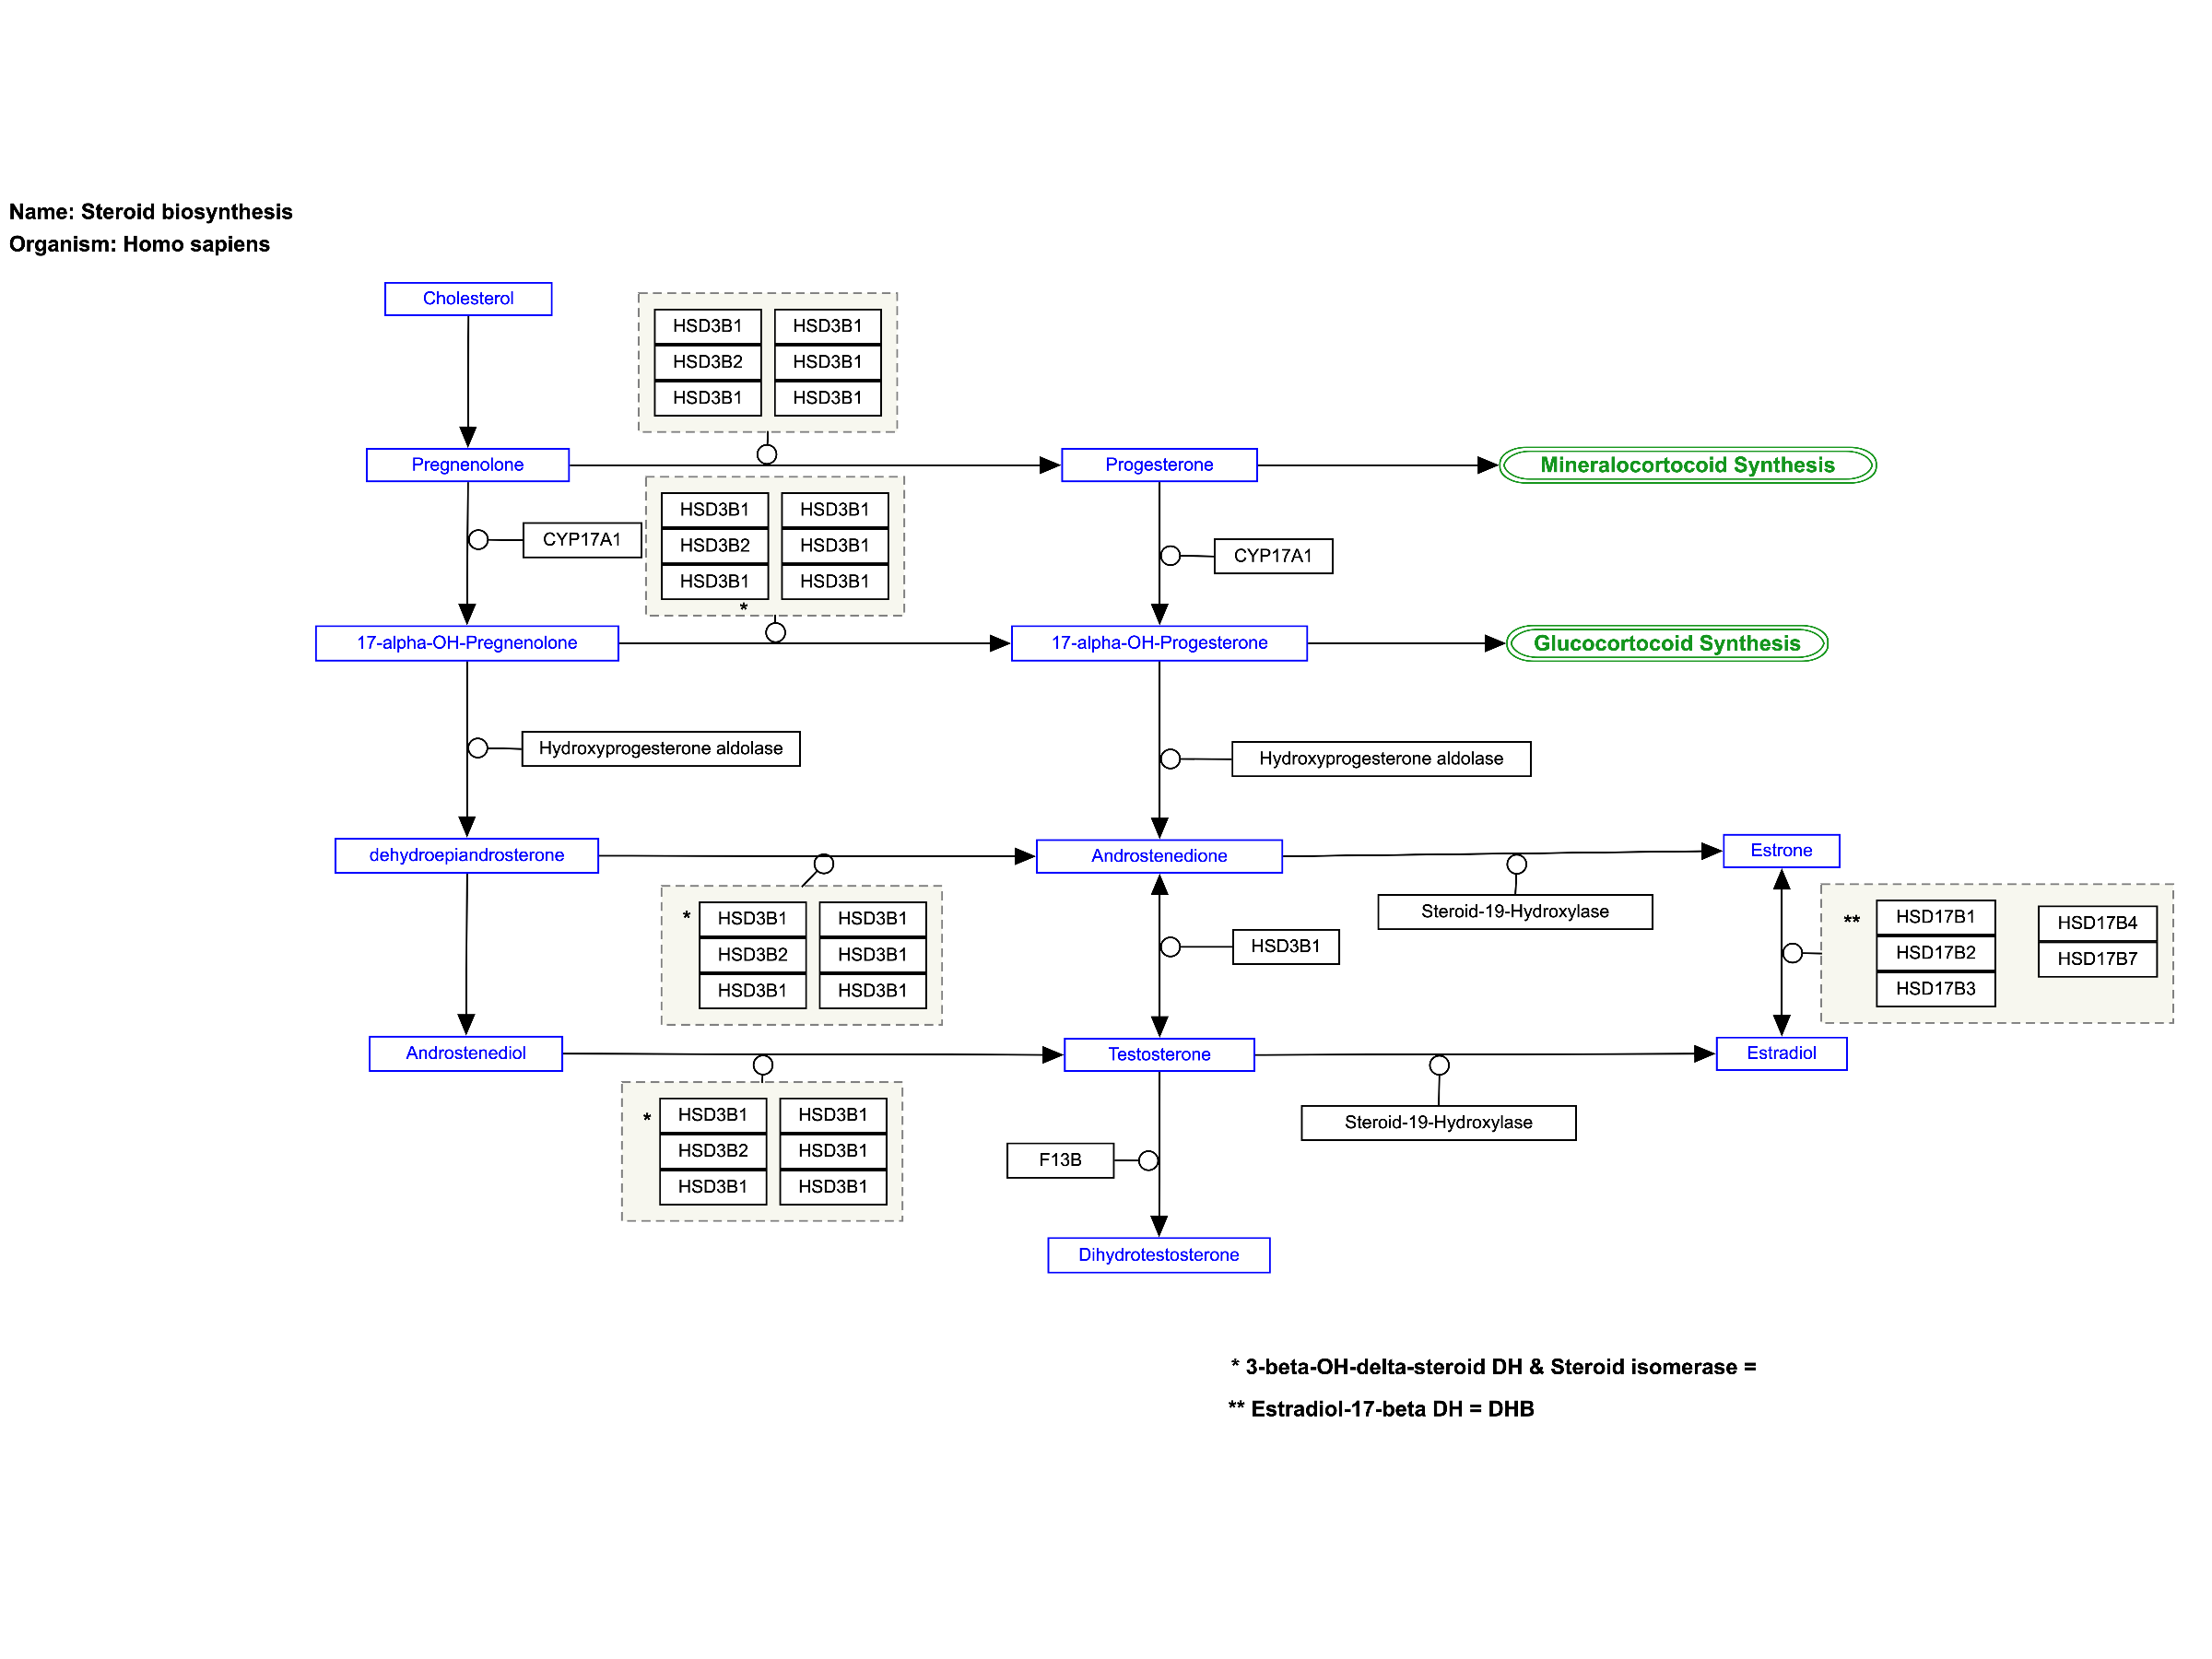 Name: Steroid biosynthesis
Organism: Homo sapiens
Cholesterol
HSD3B1 HSD3B1
HSD3B2 HSD3B1
HSD3B1 HSD3B1
Pregnenolone
Progesterone
Mineralocortocoid Synthesis
CYP17A1
HSD3B1 HSD3B1
HSD3B2 HSD3B1
HSD3B1 HSD3B1
*
CYP17A1
17-alpha-OH-Pregnenolone
17-alpha-OH-Progesterone
Glucocortocoid Synthesis
Hydroxyprogesterone aldolase
Hydroxyprogesterone aldolase
dehydroepiandrosterone
Androstenedione
Estrone
* HSD3B1 HSD3B1
HSD3B2 HSD3B1
HSD3B1 HSD3B1
HSD3B1
Steroid-19-Hydroxylase
** HSD17B1 HSD17B4
HSD17B2 HSD17B7
HSD17B3
Androstenediol
Testosterone
Estradiol
* HSD3B1 HSD3B1
HSD3B2 HSD3B1
HSD3B1 HSD3B1
F13B
Steroid-19-Hydroxylase
Dihydrotestosterone
* 3-beta-OH-delta-steroid DH & Steroid isomerase =
** Estradiol-17-beta DH = DHB